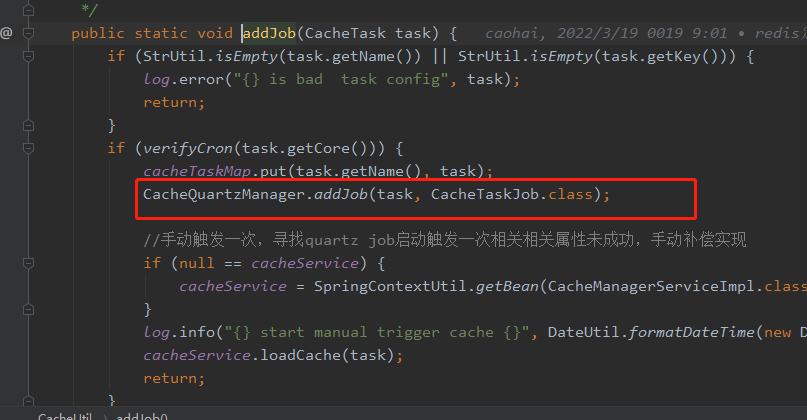 */
@ public static void addJob(CacheTask task) { caohai, 2022/3/19 0019 9:01 • redis
if (StrUtil.isEmpty(task.getName()) || StrUtil.isEmpty(task.getKey())) {
log.error("{} is bad  task config", task);
return;
}
if (verifyCron(task.getCore())) {
cacheTaskMap.put(task.getName(), task);
CacheQuartzManager.addJob(task, CacheTaskJob.class);
//手动触发一次，寻找quartz job启动触发一次相关相关属性未成功，手动补偿实现
if (null == cacheService) {
cacheService = SpringContextUtil.getBean(CacheManagerServiceImpl.class
}
log.info("{} start manual trigger cache {}", DateUtil.formatDateTime(new D
cacheService.loadCache(task);
return;
}
CacheUtil › addJob()